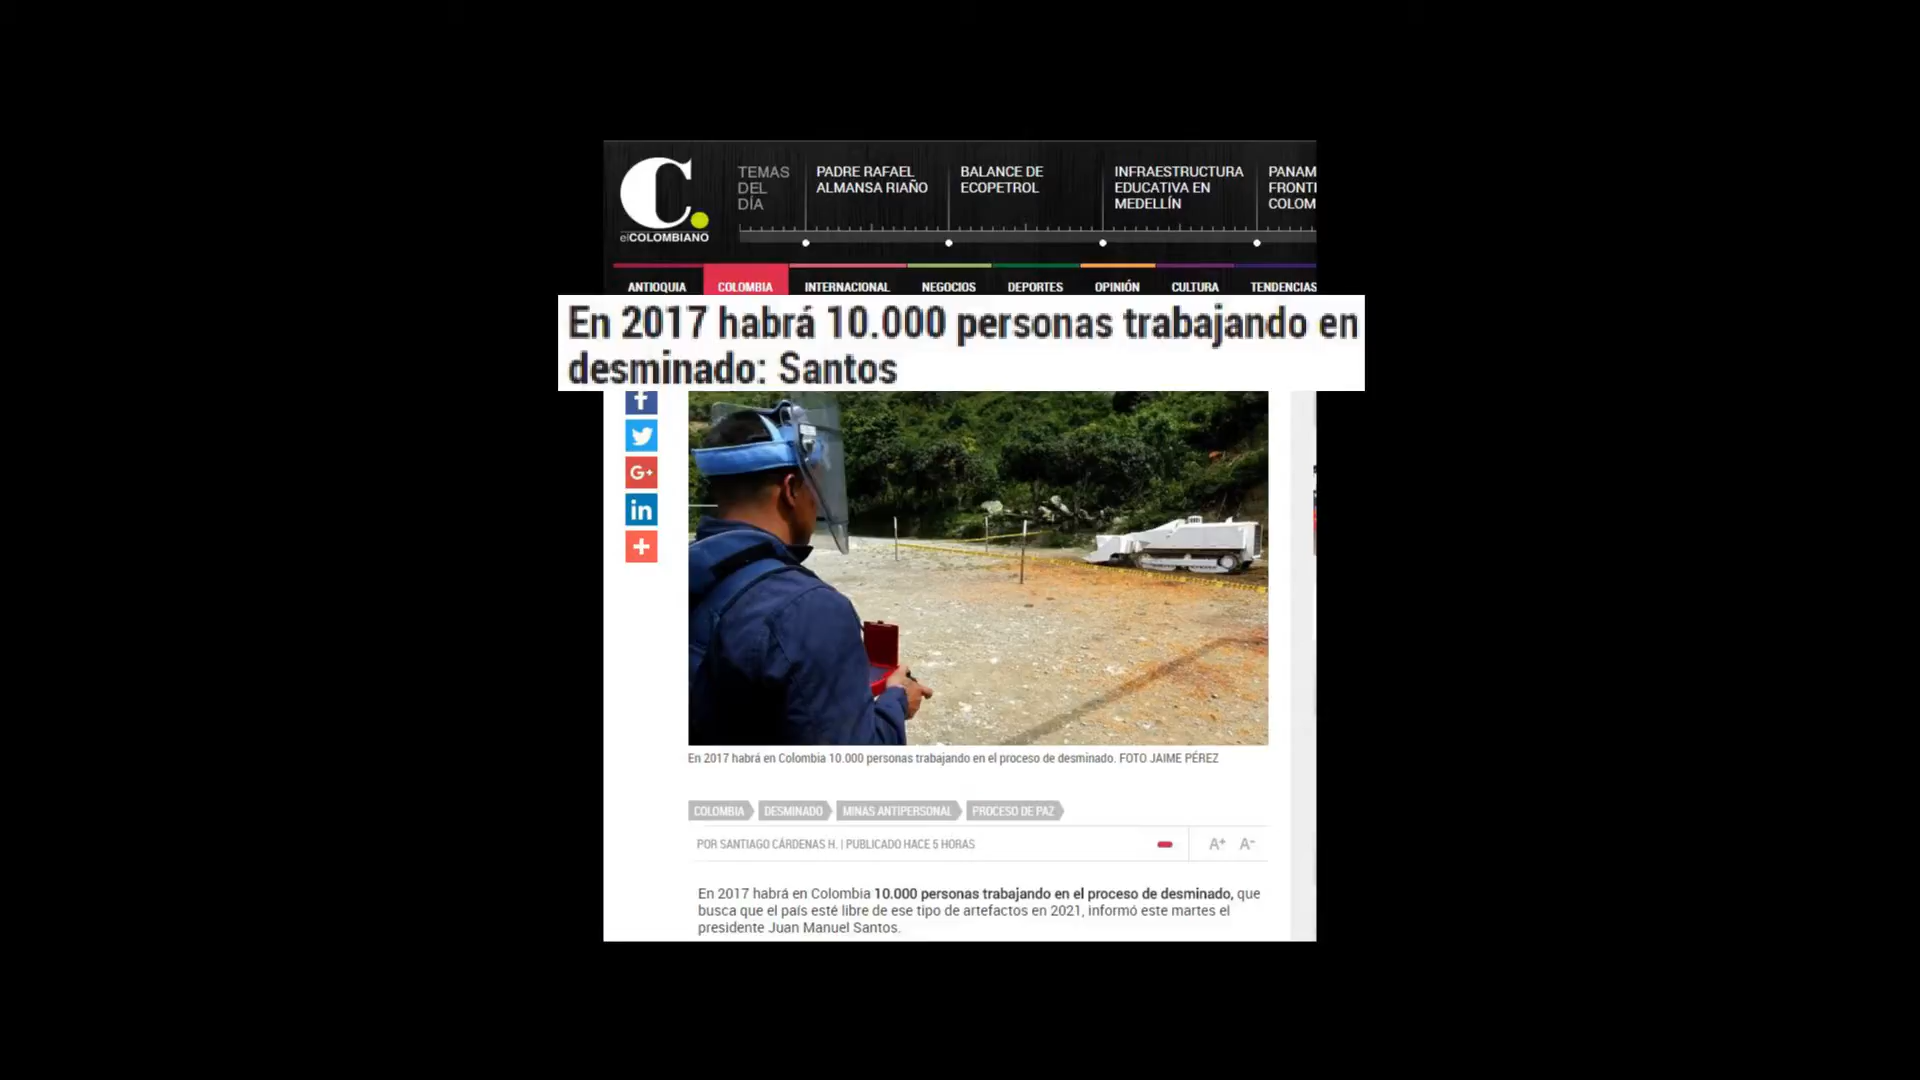 TEMAS
DEL
DÍA
PADRE RAFAEL
ALMANSA RIAÑO
BALANCE DE
ECOPETROL
INFRAESTRUCTURA
EDUCATIVA EN
MEDELLÍN
PANAM
FRONTI
COLOM
C.
elCOLOMBIANO
ANTIOQUIA COLOMBIA INTERNACIONAL NEGOCIOS DEPORTES OPINIÓN CULTURA TENDENCIAS
En 2017 habrá 10.000 personas trabajando en
desminado: Santos
f
G+
in
+
En 2017 habrá en Colombia 10.000 personas trabajando en el proceso de desminado. FOTO JAIME PÉREZ
COLOMBIA DESMINADO MINAS ANTIPERSONAL PROCESO DE PAZ
POR SANTIAGO CÁRDENAS H. | PUBLICADO HACE 5 HORAS
A+ A-
En 2017 habrá en Colombia 10.000 personas trabajando en el proceso de desminado, que
busca que el país esté libre de ese tipo de artefactos en 2021, informó este martes el
presidente Juan Manuel Santos.